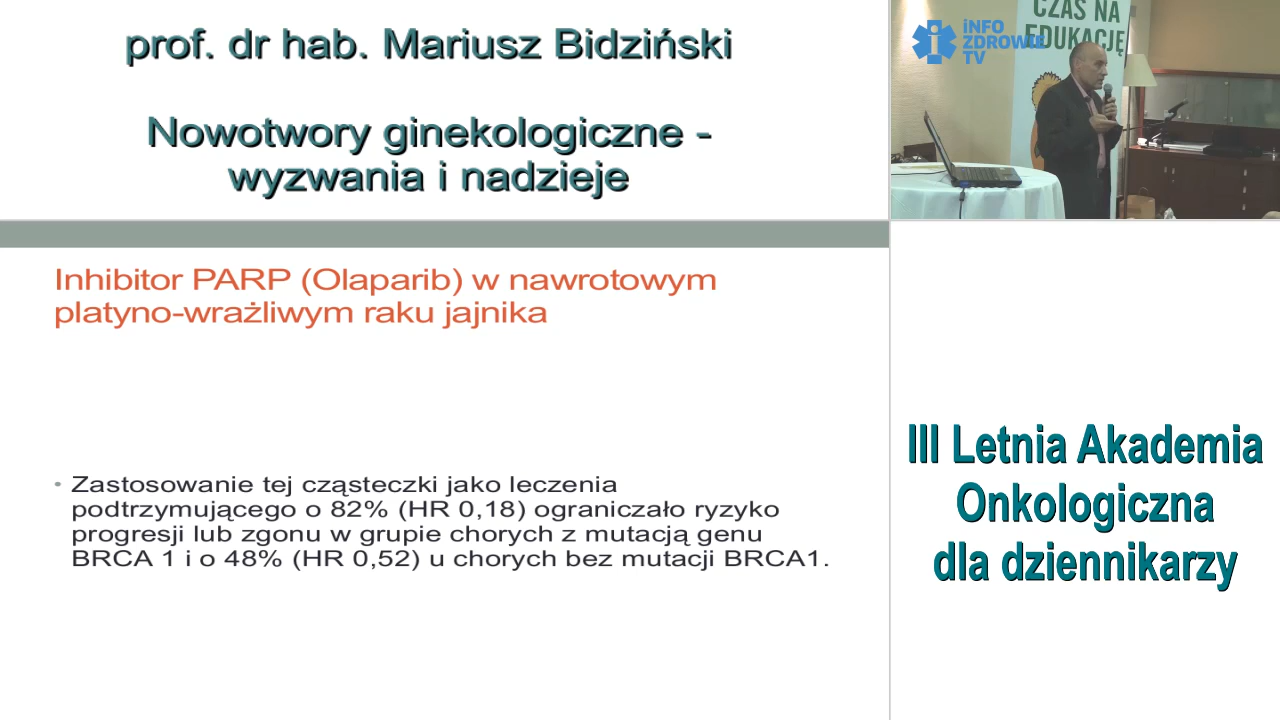 prof. dr hab. Mariusz Bidziński
Nowotwory ginekologiczne -
wyzwania i nadzieje
iNFO
ZDROWIE
TV
CZAS NA
EDUKACJĘ
Inhibitor PARP (Olaparib) w nawrotowym
platyno-wrażliwym raku jajnika
• Zastosowanie tej cząsteczki jako leczenia
podtrzymującego o 82% (HR 0,18) ograniczało ryzyko
progresji lub zgonu w grupie chorych z mutacją genu
BRCA 1 i o 48% (HR 0,52) u chorych bez mutacji BRCA1.
III Letnia Akademia
Onkologiczna
dla dziennikarzy